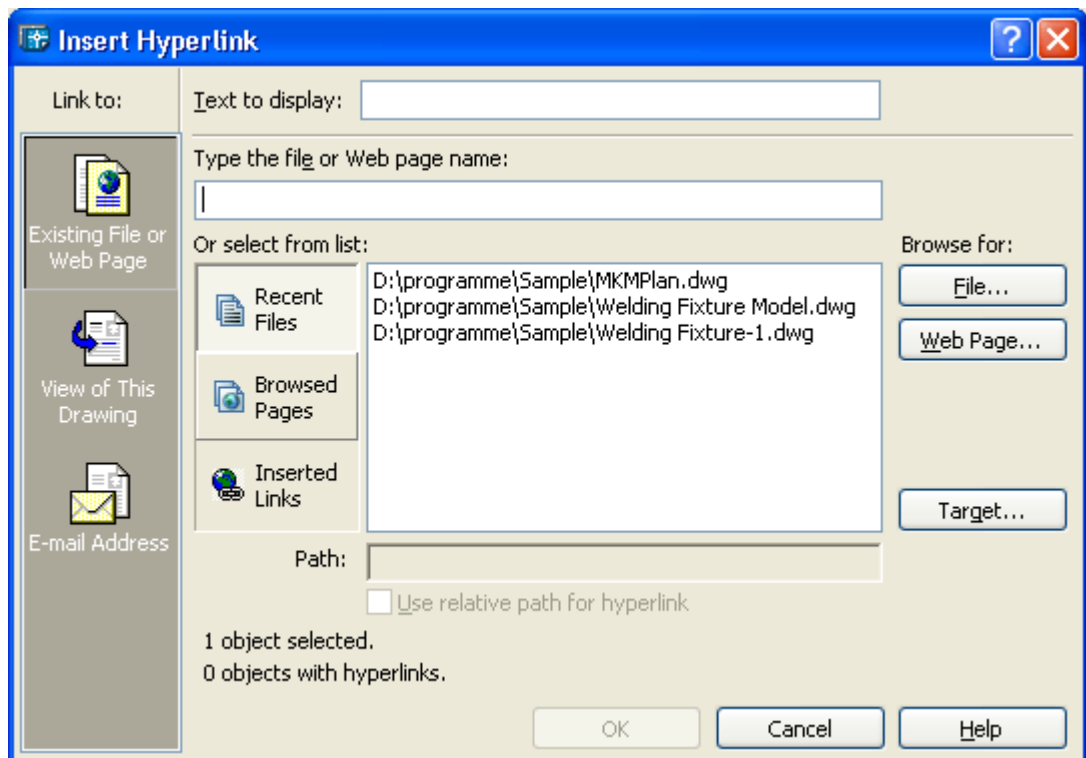 Insert Hyperlink
Link to:
Text to display:
Type the file or Web page name:
Existing File or
Web Page
Or select from list:
Browse for:
Recent
Files
D:\programme\Sample\MKMPlan.dwg
D:\programme\Sample\Welding Fixture Model.dwg
D:\programme\Sample\Welding Fixture-1.dwg
File...
Web Page...
View of This
Drawing
Browsed
Pages
Inserted
Links
Target...
E-mail Address
Path:
Use relative path for hyperlink
1 object selected.
0 objects with hyperlinks.
OK
Cancel
Help